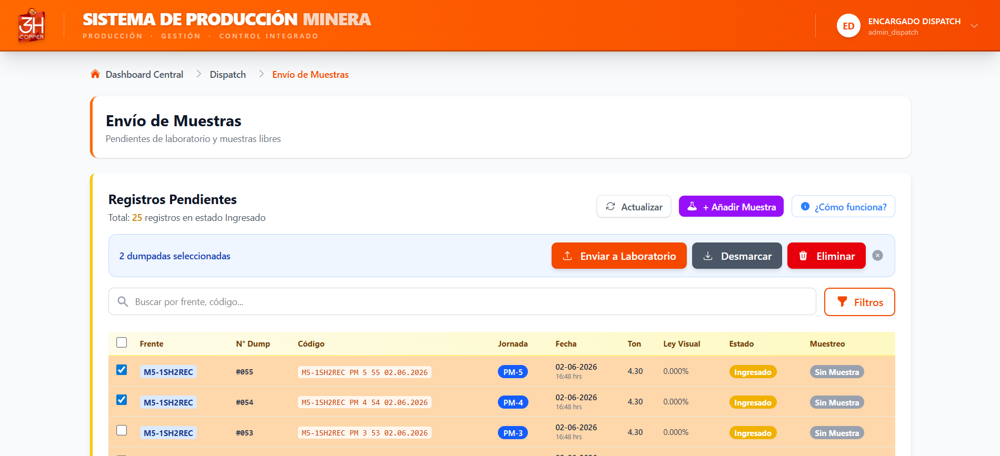 3H
COPPER
SISTEMA DE PRODUCCIÓN MINERA
PRODUCCIÓN · GESTIÓN · CONTROL INTEGRADO
ED
ENCARGADO DISPATCH
admin_dispatch
Dashboard Central > Dispatch > Envío de Muestras
Envío de Muestras
Pendientes de laboratorio y muestras libres
Registros Pendientes
Total: 25 registros en estado Ingresado
Actualizar
+ Añadir Muestra
¿Cómo funciona?
2 dumpadas seleccionadas
Enviar a Laboratorio
Desmarcar
Eliminar
Buscar por frente, código...
Filtros
Frente N° Dump Código Jornada Fecha Ton Ley Visual Estado Muestreo
M5-1SH2REC #055 M5-1SH2REC PM 5 55 02.06.2026 PM-5 02-06-2026 16:48 hrs 4.30 0.000% Ingresado Sin Muestra
M5-1SH2REC #054 M5-1SH2REC PM 4 54 02.06.2026 PM-4 02-06-2026 16:48 hrs 4.30 0.000% Ingresado Sin Muestra
M5-1SH2REC #053 M5-1SH2REC PM 3 53 02.06.2026 PM-3 02-06-2026 16:48 hrs 4.30 0.000% Ingresado Sin Muestra